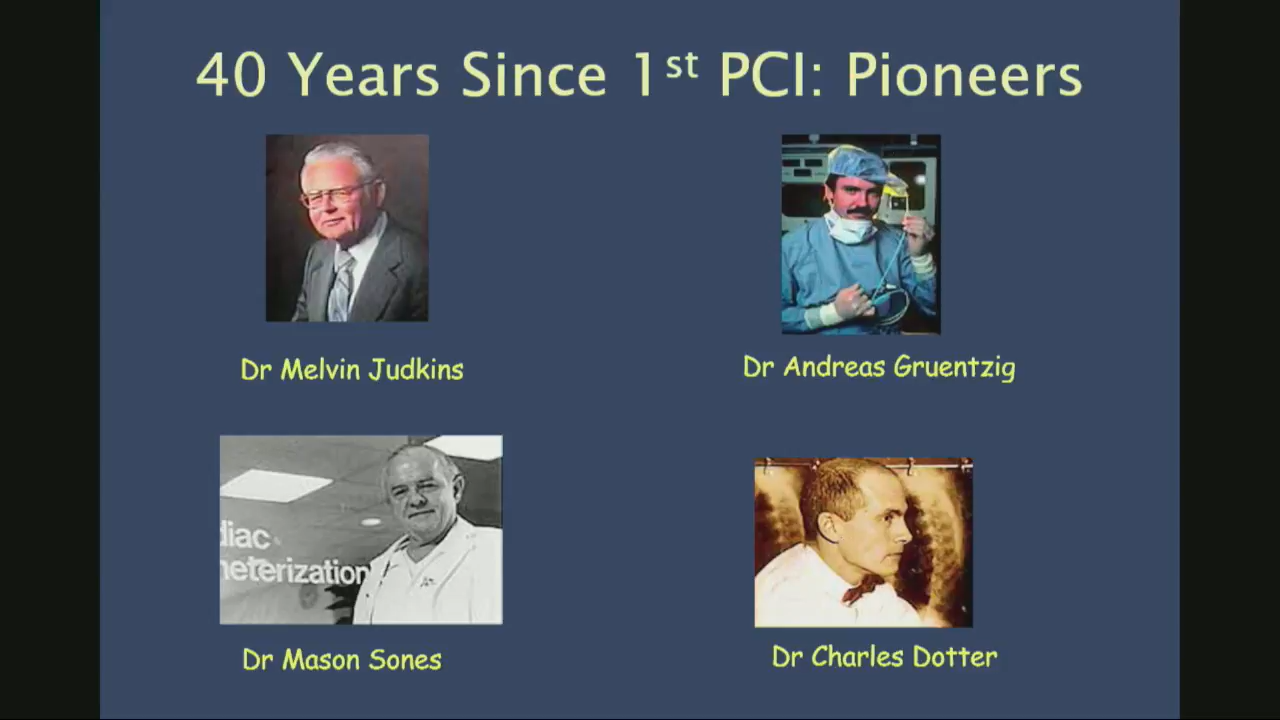 40 Years Since 1st PCI: Pioneers
Dr Melvin Judkins
Dr Andreas Gruentzig
diac
heterization
Dr Mason Sones
Dr Charles Dotter